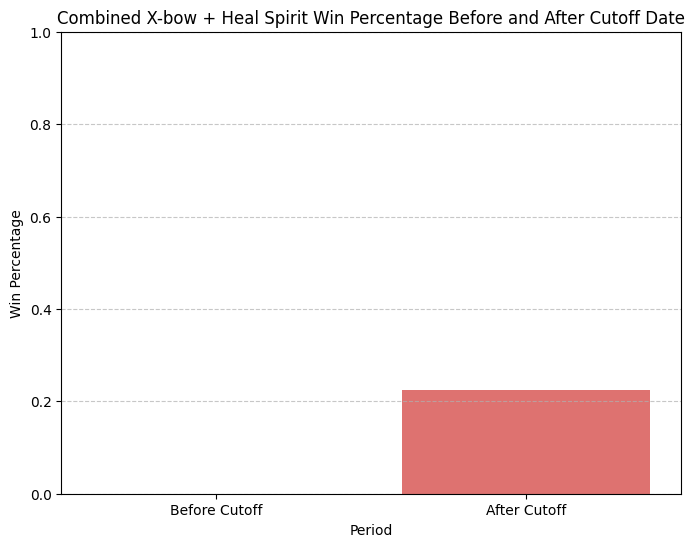 Combined X-bow + Heal Spirit Win Percentage Before and After Cutoff Date
1.0
0.8
0.6
0.4
0.2
0.0
Win Percentage
Before Cutoff
After Cutoff
Period